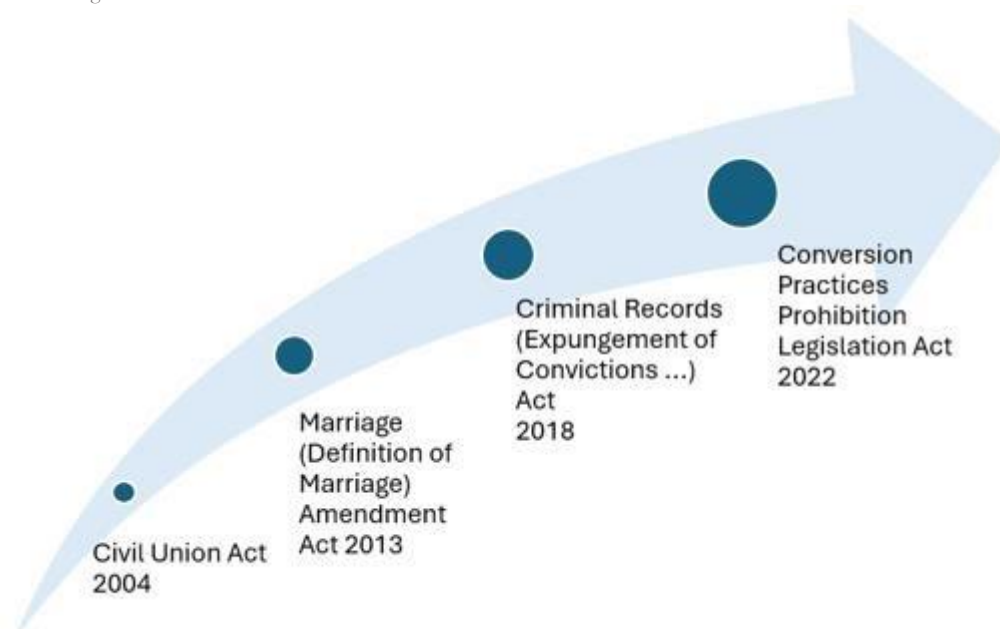 Civil Union Act
2004
Marriage
(Definition of
Marriage)
Amendment
Act 2013
Criminal Records
(Expungement of
Convictions ...)
Act
2018
Conversion
Practices
Prohibition
Legislation Act
2022